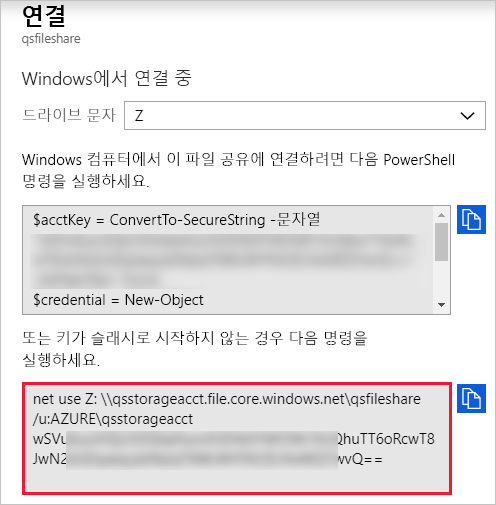 연결
qsfileshare
Windows에서 연결 중
드라이브 문자 Z
Windows 컴퓨터에서 이 파일 공유에 연결하려면 다음 PowerShell
명령을 실행하세요.
$acctKey = ConvertTo-SecureString -문자열
$credential = New-Object
또는 키가 슬래시로 시작하지 않는 경우 다음 명령을
실행하세요.
net use Z: \\qsstorageacct.file.core.windows.net\qsfileshare
/u:AZURE\qsstorageacct
wSVu QhuTT6oRcwT8
JwN2 wvQ==